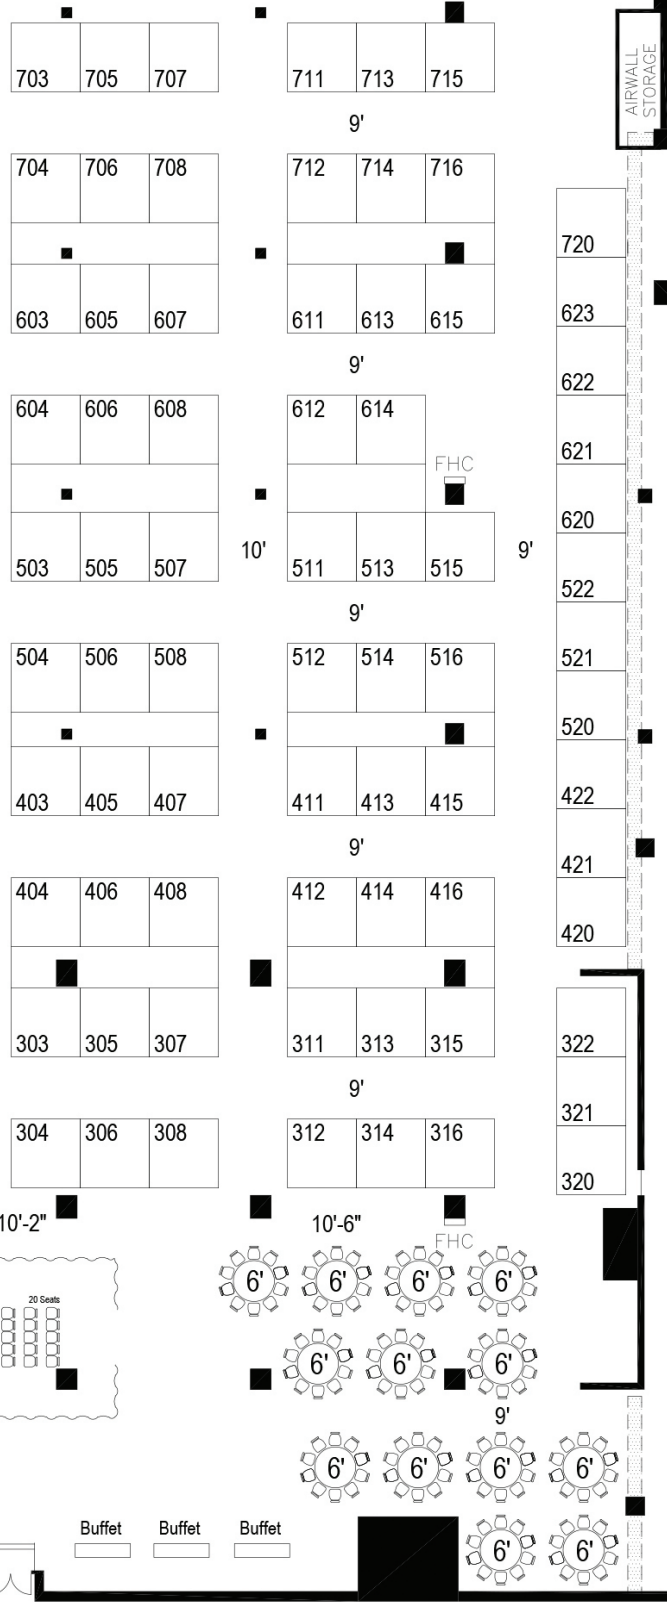 AIRWALL
STORAGE
703 705 707 711 713 715
9'
704 706 708 712 714 716
720
603 605 607 611 613 615 623
9'
622
604 606 608 612 614
621
FHC
620
10' 9'
503 505 507 511 513 515 522
9'
504 506 508 512 514 516 521
520
403 405 407 411 413 415 422
9'
421
404 406 408 412 414 416
420
303 305 307 311 313 315 322
9'
321
304 306 308 312 314 316
320
10'-2" 10'-6"
FHC
6' 6' 6' 6'
20 Seats
6' 6' 6'
9'
6' 6' 6' 6'
Buffet Buffet Buffet
6' 6'